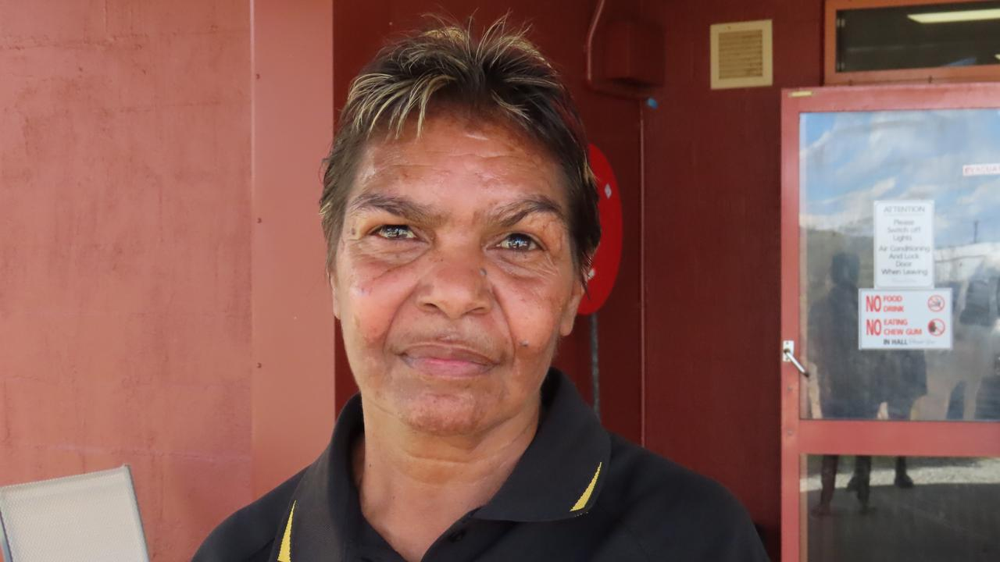 EVACUA
ATTENTION
Please
Switch off
Lights
Air Conditioning
And Lock
Door
When Leaving
NO FOOD
DRINK
NO EATING
CHEW GUM
IN HALL